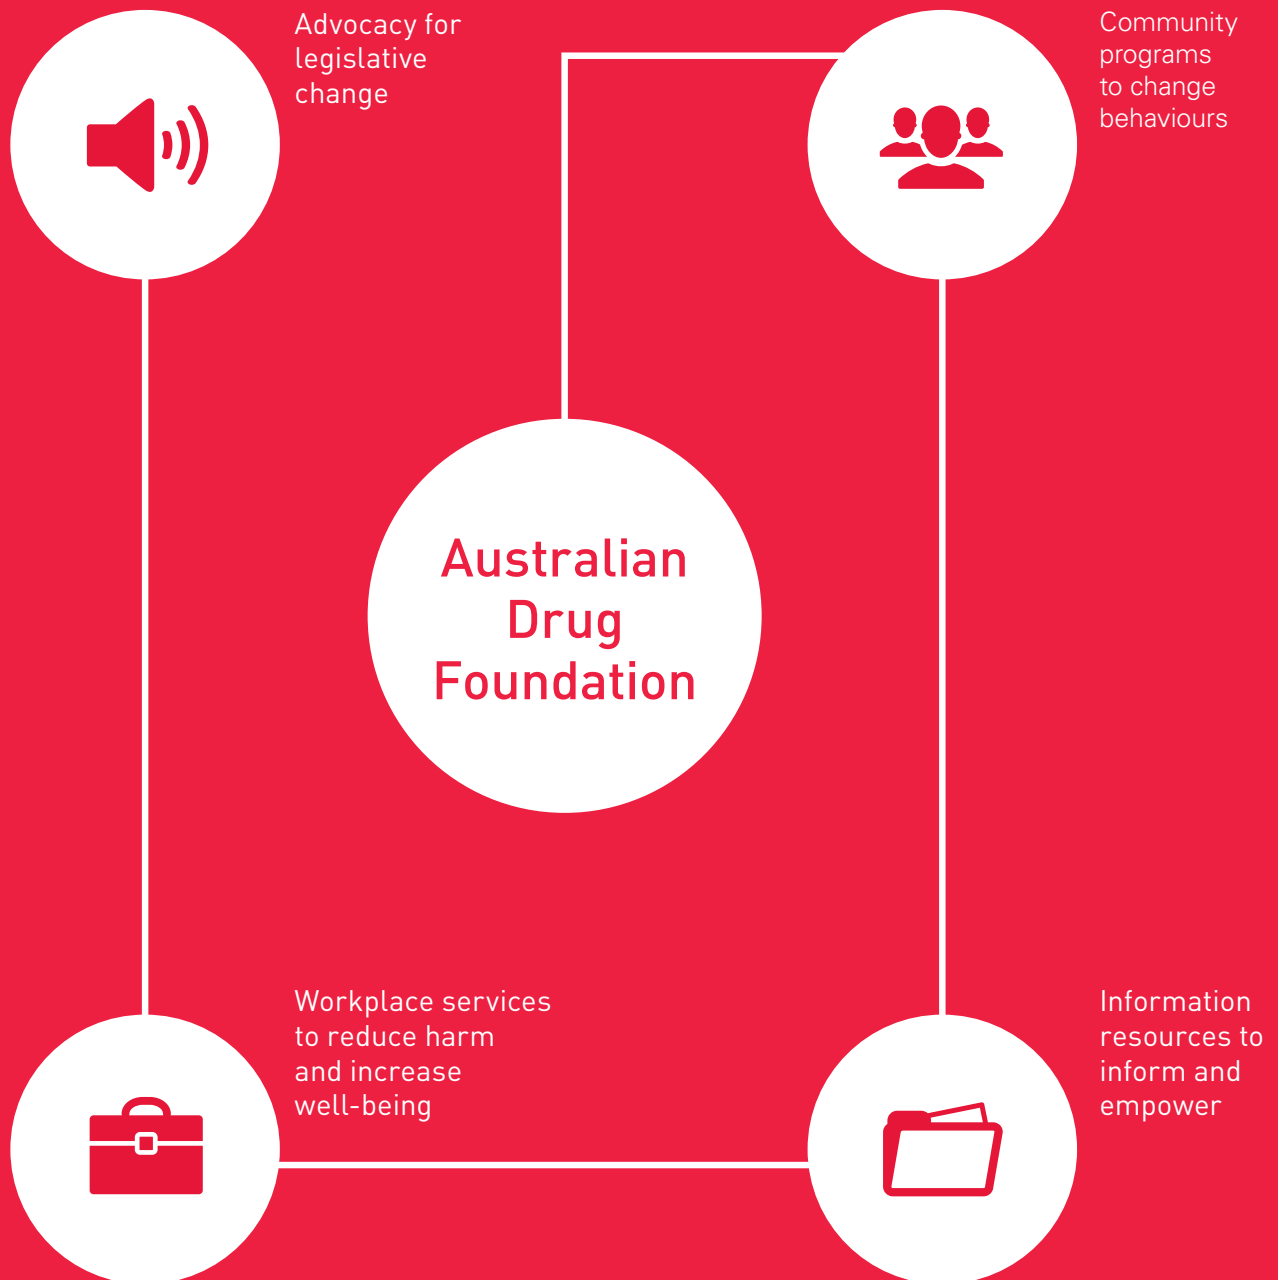 Advocacy for
legislative
change
Community
programs
to change
behaviours
Australian
Drug
Foundation
Workplace services
to reduce harm
and increase
well-being
Information
resources to
inform and
empower